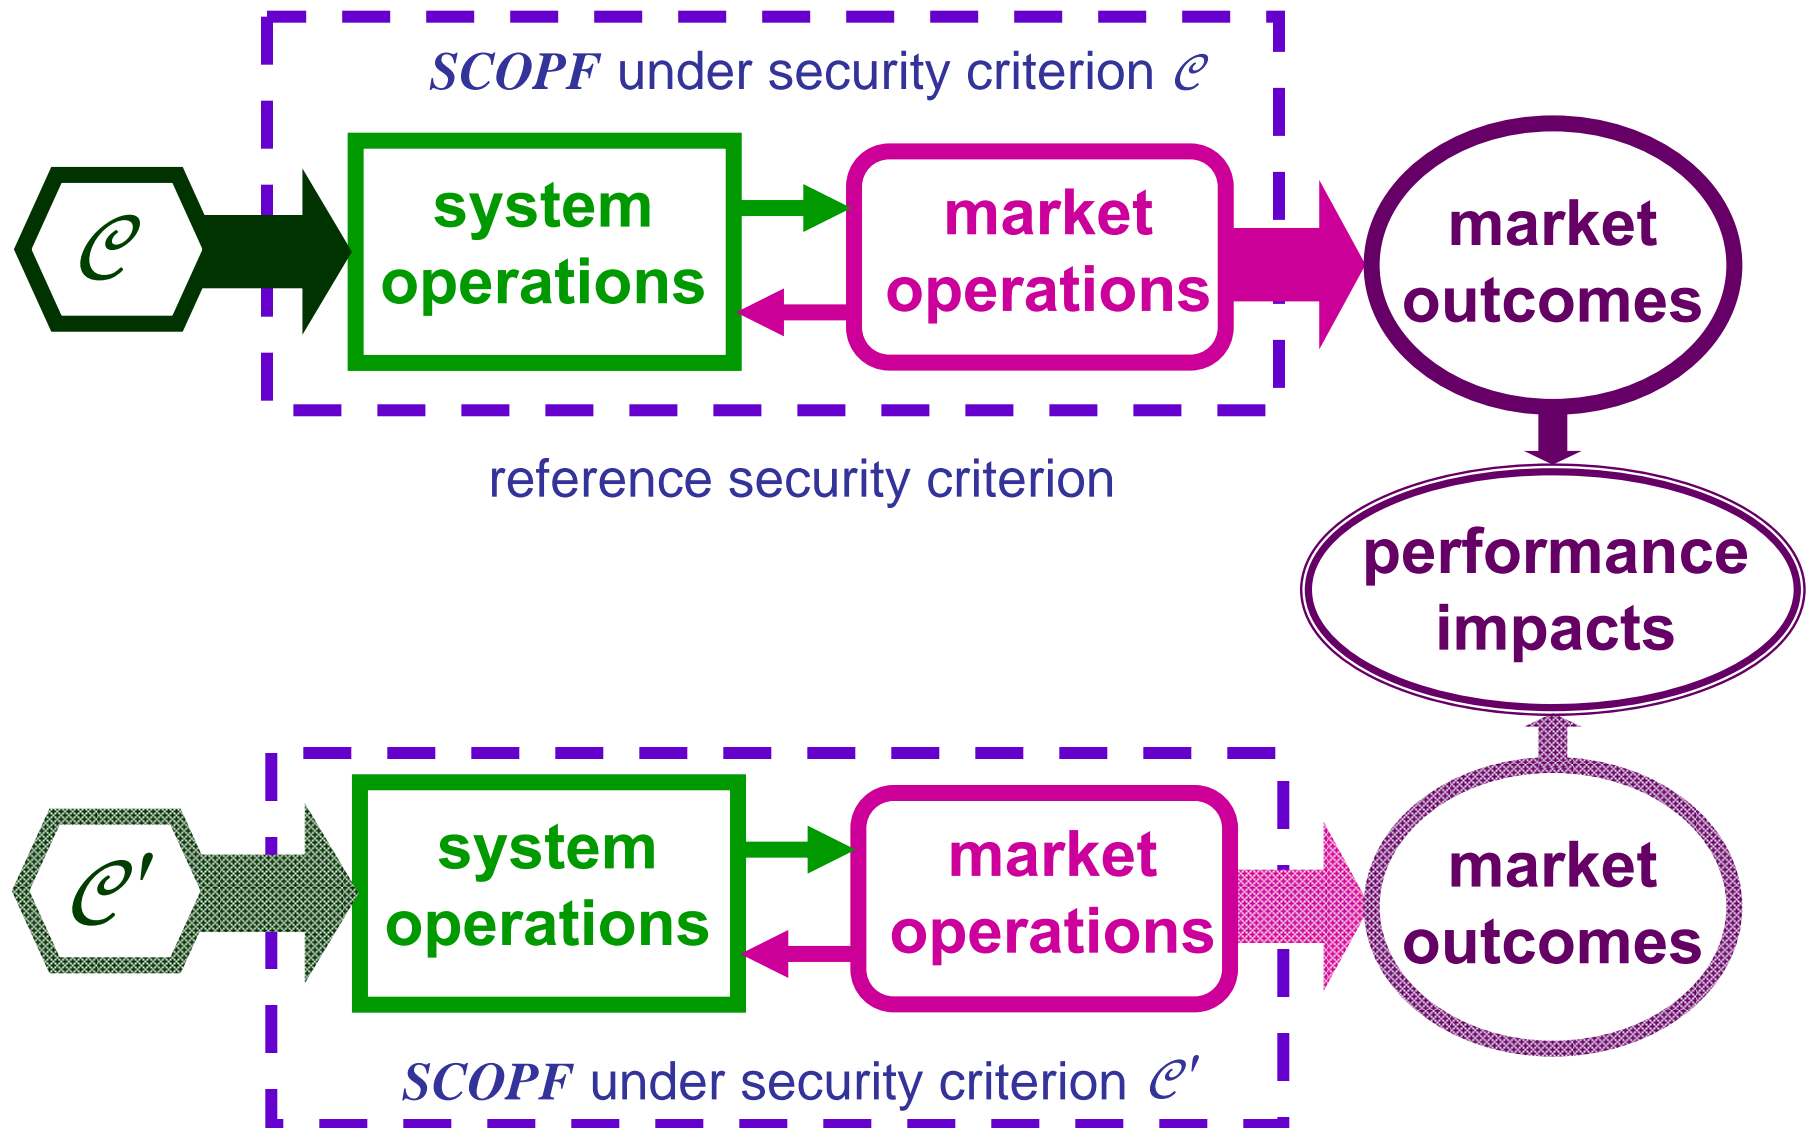 SCOPF under security criterion 𝒞
𝒞
system
operations
market
operations
market
outcomes
reference security criterion
performance
impacts
𝒞′
system
operations
market
operations
market
outcomes
SCOPF under security criterion 𝒞′